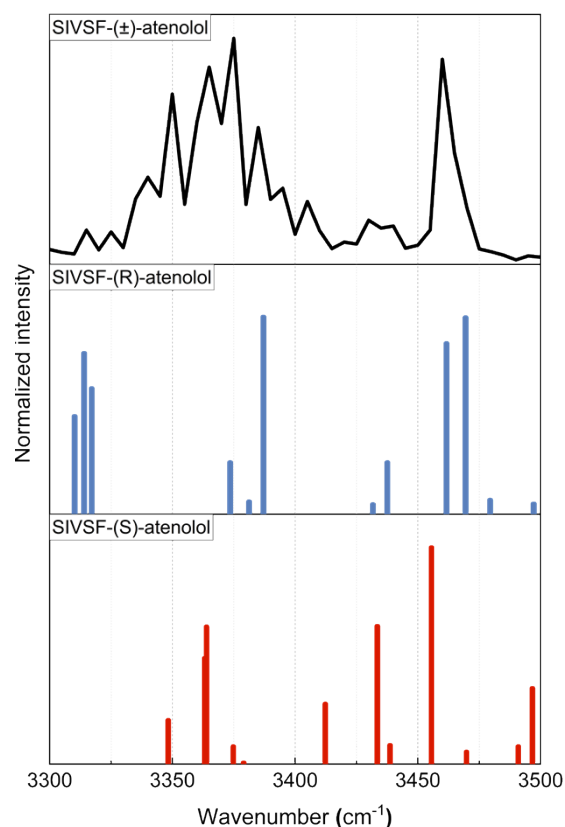 SIVSF-(±)-atenolol
SIVSF-(R)-atenolol
SIVSF-(S)-atenolol
Normalized intensity
3300 3350 3400 3450 3500
Wavenumber (cm⁻¹)